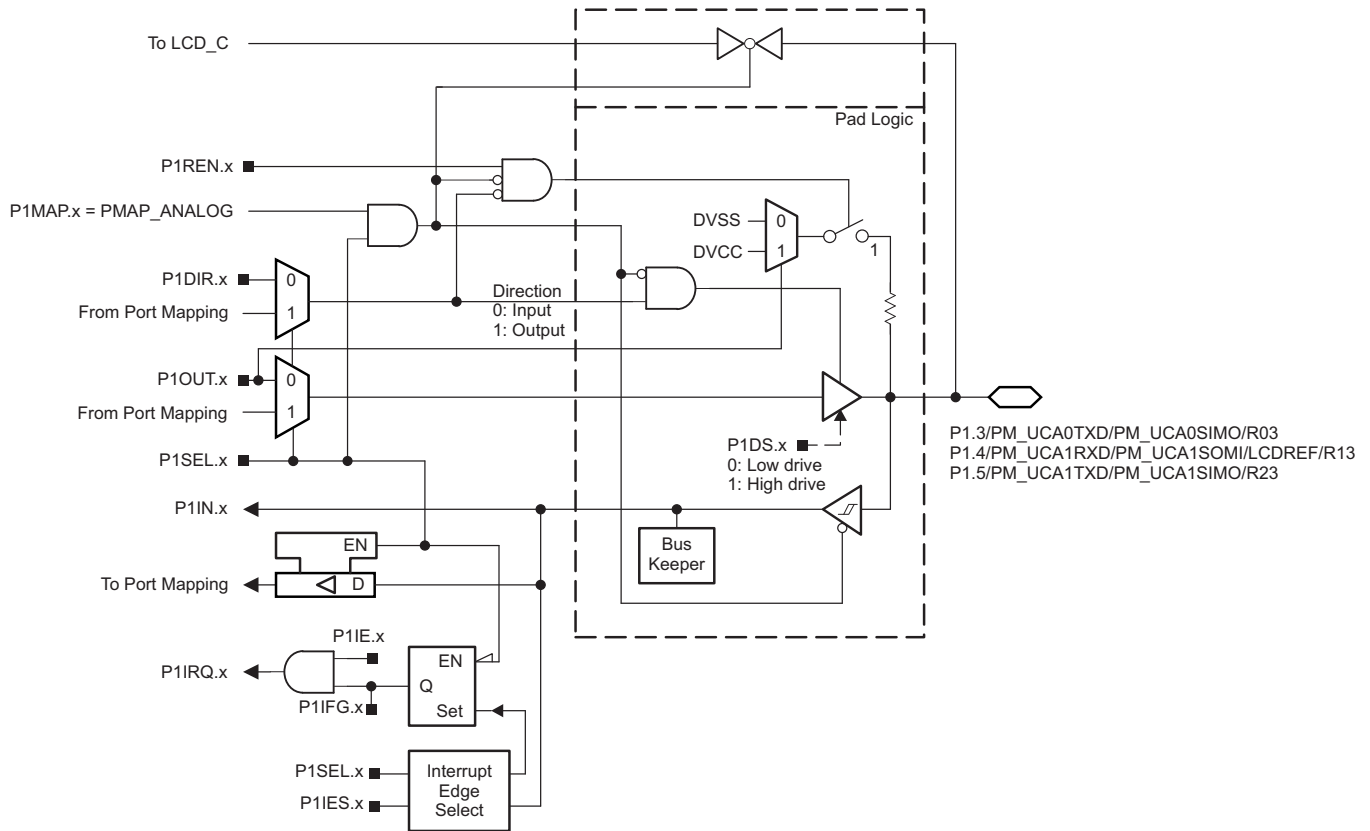 To LCD_C
Pad Logic
P1REN.x
P1MAP.x = PMAP_ANALOG
DVSS
0
DVCC
1
1
P1DIR.x
0
From Port Mapping
1
Direction
0: Input
1: Output
P1OUT.x
0
From Port Mapping
1
P1SEL.x
P1DS.x
0: Low drive
1: High drive
P1.3/PM_UCA0TXD/PM_UCA0SIMO/R03
P1.4/PM_UCA1RXD/PM_UCA1SOMI/LCDREF/R13
P1.5/PM_UCA1TXD/PM_UCA1SIMO/R23
P1IN.x
Bus
Keeper
EN
To Port Mapping
D
P1IE.x
P1IRQ.x
EN
Q
P1IFG.x
Set
P1SEL.x
P1IES.x
Interrupt
Edge
Select